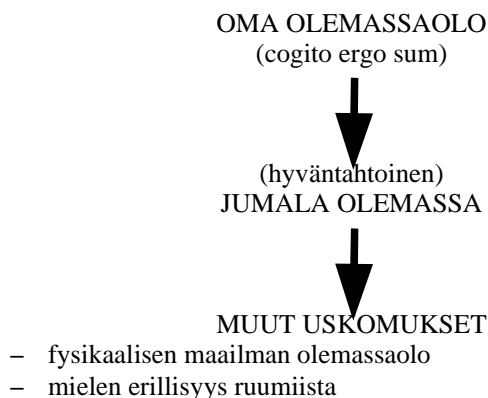 OMA OLEMASSAOLO
(cogito ergo sum)
(hyväntahtoinen)
JUMALA OLEMASSA
MUUT USKOMUKSET
– fysikaalisen maailman olemassaolo
– mielen erillisyys ruumiista